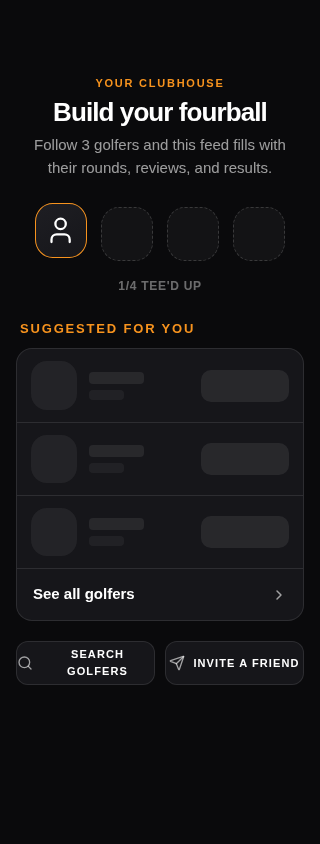 YOUR CLUBHOUSE
Build your fourball
Follow 3 golfers and this feed fills with
their rounds, reviews, and results.
1/4 TEE'D UP
SUGGESTED FOR YOU
See all golfers
SEARCH
GOLFERS
INVITE A FRIEND